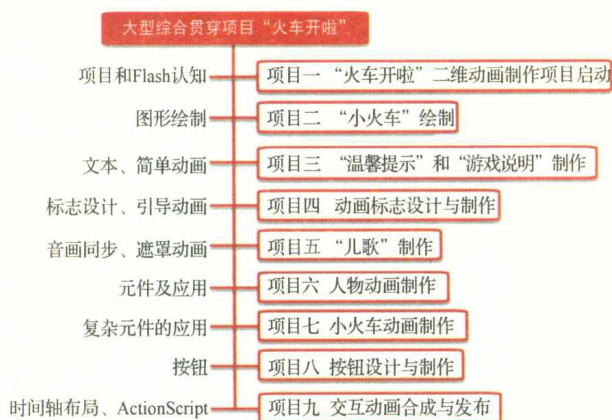 大型综合贯穿项目“火车开啦”
项目和Flash认知 项目一 “火车开啦”二维动画制作项目启动
图形绘制 项目二 “小火车”绘制
文本、简单动画 项目三 “温馨提示”和“游戏说明”制作
标志设计、引导动画 项目四 动画标志设计与制作
音画同步、遮罩动画 项目五 “儿歌”制作
元件及应用 项目六 人物动画制作
复杂元件的应用 项目七 小火车动画制作
按钮 项目八 按钮设计与制作
时间轴布局、ActionScript 项目九 交互动画合成与发布